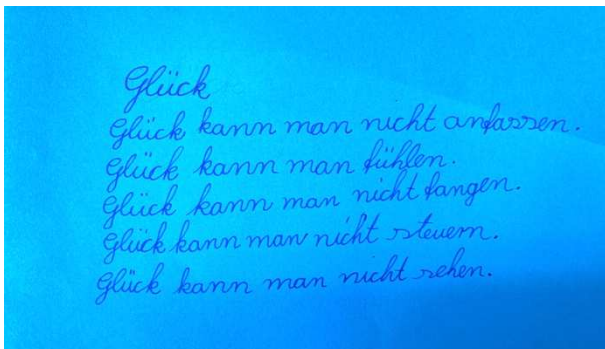 Glück
Glück kann man nicht anfassen.
Glück kann man fühlen.
Glück kann man nicht fangen.
Glück kann man nicht steuern.
Glück kann man nicht sehen.